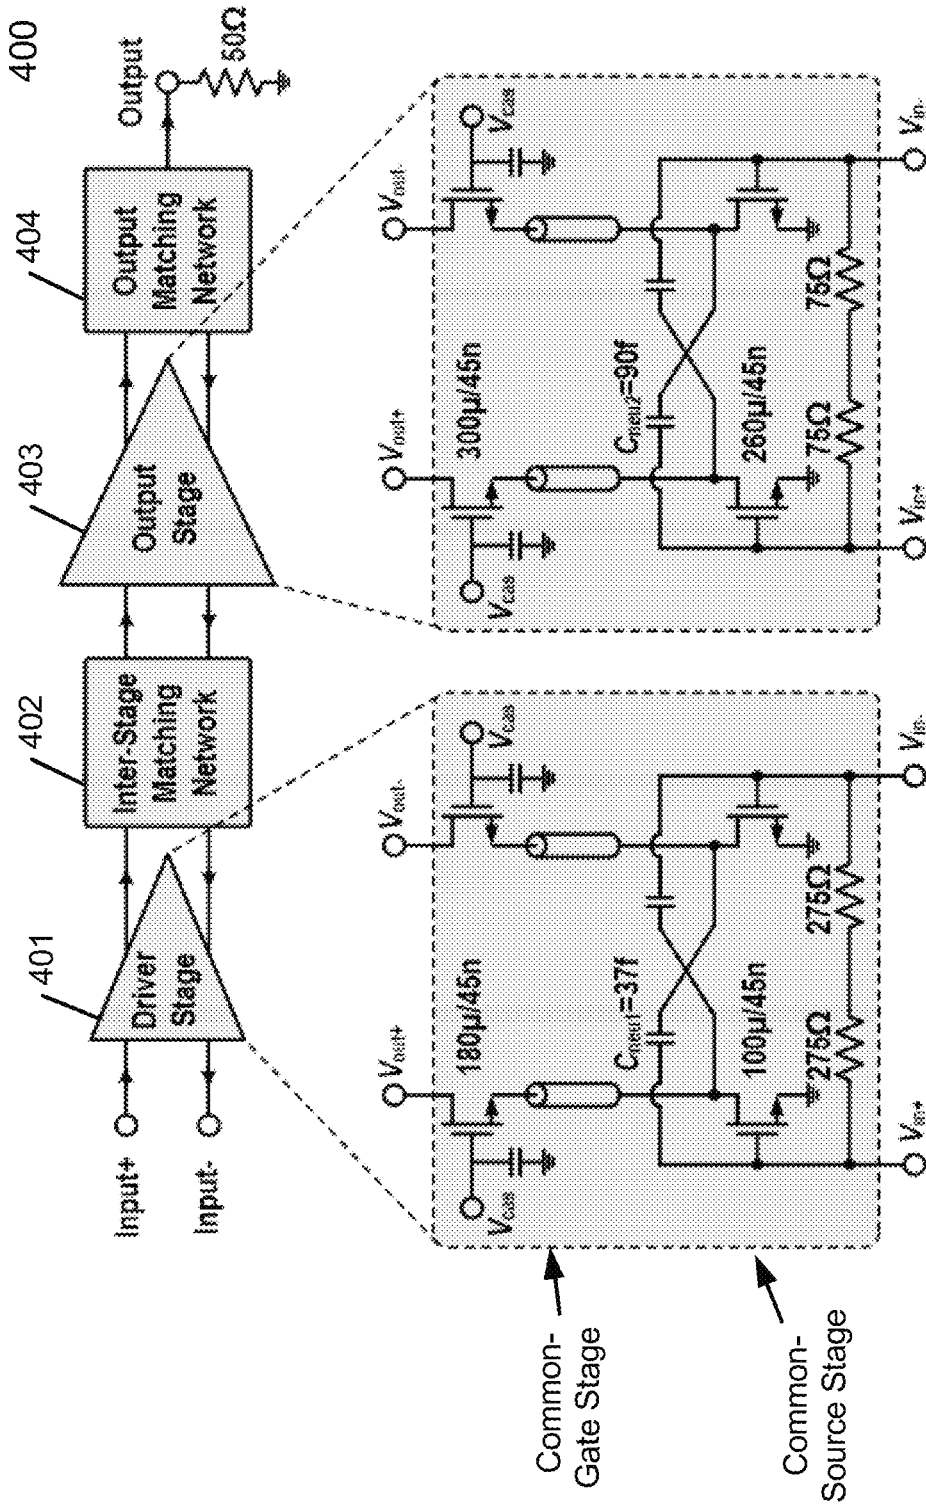 400
401
402
403
404
Input+
Input-
Driver
Stage
Inter-Stage
Matching
Network
Output
Stage
Output
Matching
Network
Output
50Ω
Common-
Gate Stage
Common-
Source Stage
Vout+
Vout-
180μ/45n
Vcas
Vcas
Cneu1=37f
100μ/45n
275Ω
275Ω
Vin+
Vin-
Vout+
Vout-
300μ/45n
Vcas
Vcas
Cneu2=90f
260μ/45n
75Ω
75Ω
Vin+
Vin-